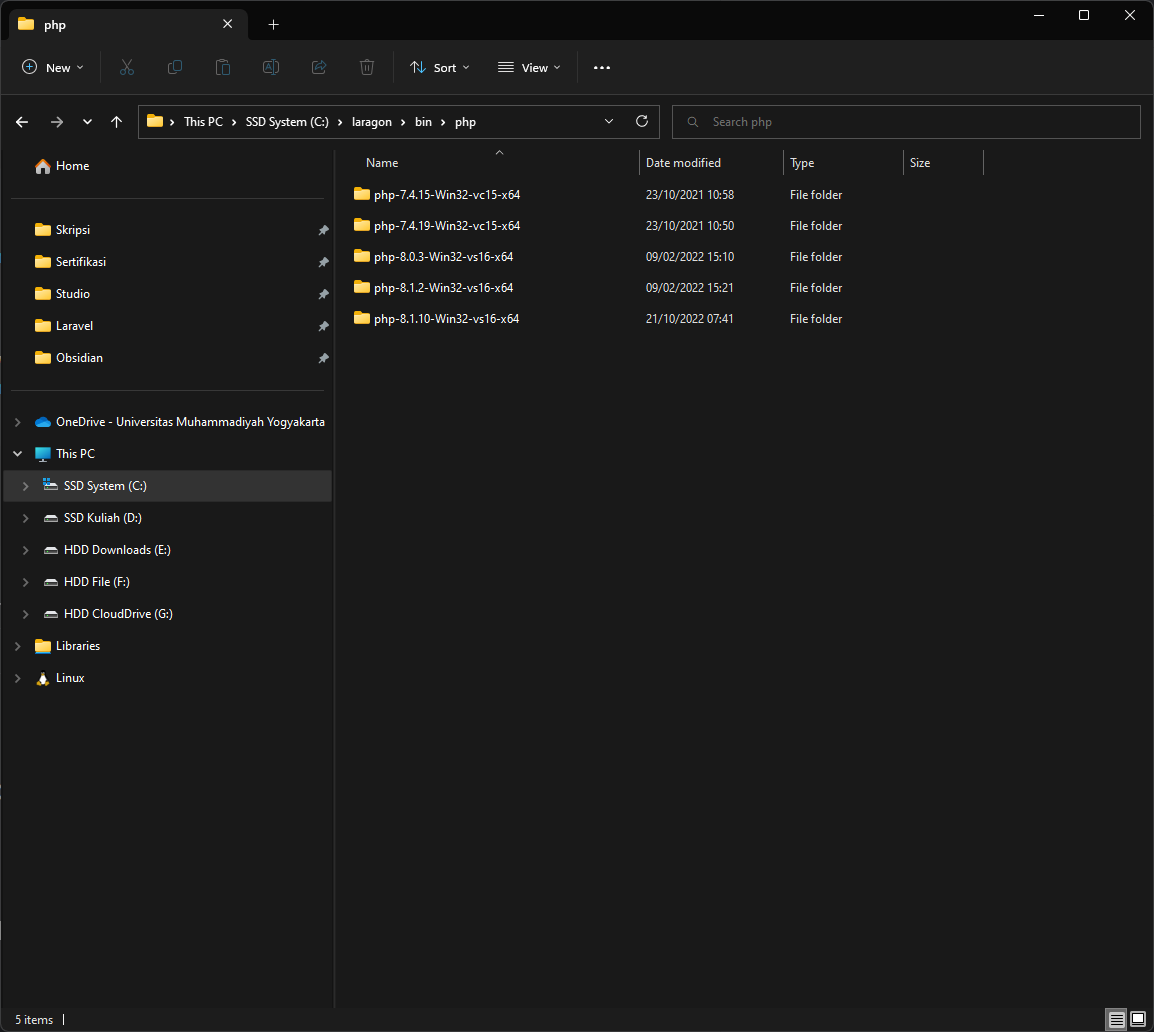 php
New
Sort
View
This PC
SSD System (C:)
laragon
bin
php
Search php
Home
Skripsi
Sertifikasi
Studio
Laravel
Obsidian
OneDrive - Universitas Muhammadiyah Yogyakarta
This PC
SSD System (C:)
SSD Kuliah (D:)
HDD Downloads (E:)
HDD File (F:)
HDD CloudDrive (G:)
Libraries
Linux
Name Date modified Type Size
php-7.4.15-Win32-vc15-x64 23/10/2021 10:58 File folder
php-7.4.19-Win32-vc15-x64 23/10/2021 10:50 File folder
php-8.0.3-Win32-vs16-x64 09/02/2022 15:10 File folder
php-8.1.2-Win32-vs16-x64 09/02/2022 15:21 File folder
php-8.1.10-Win32-vs16-x64 21/10/2022 07:41 File folder
5 items